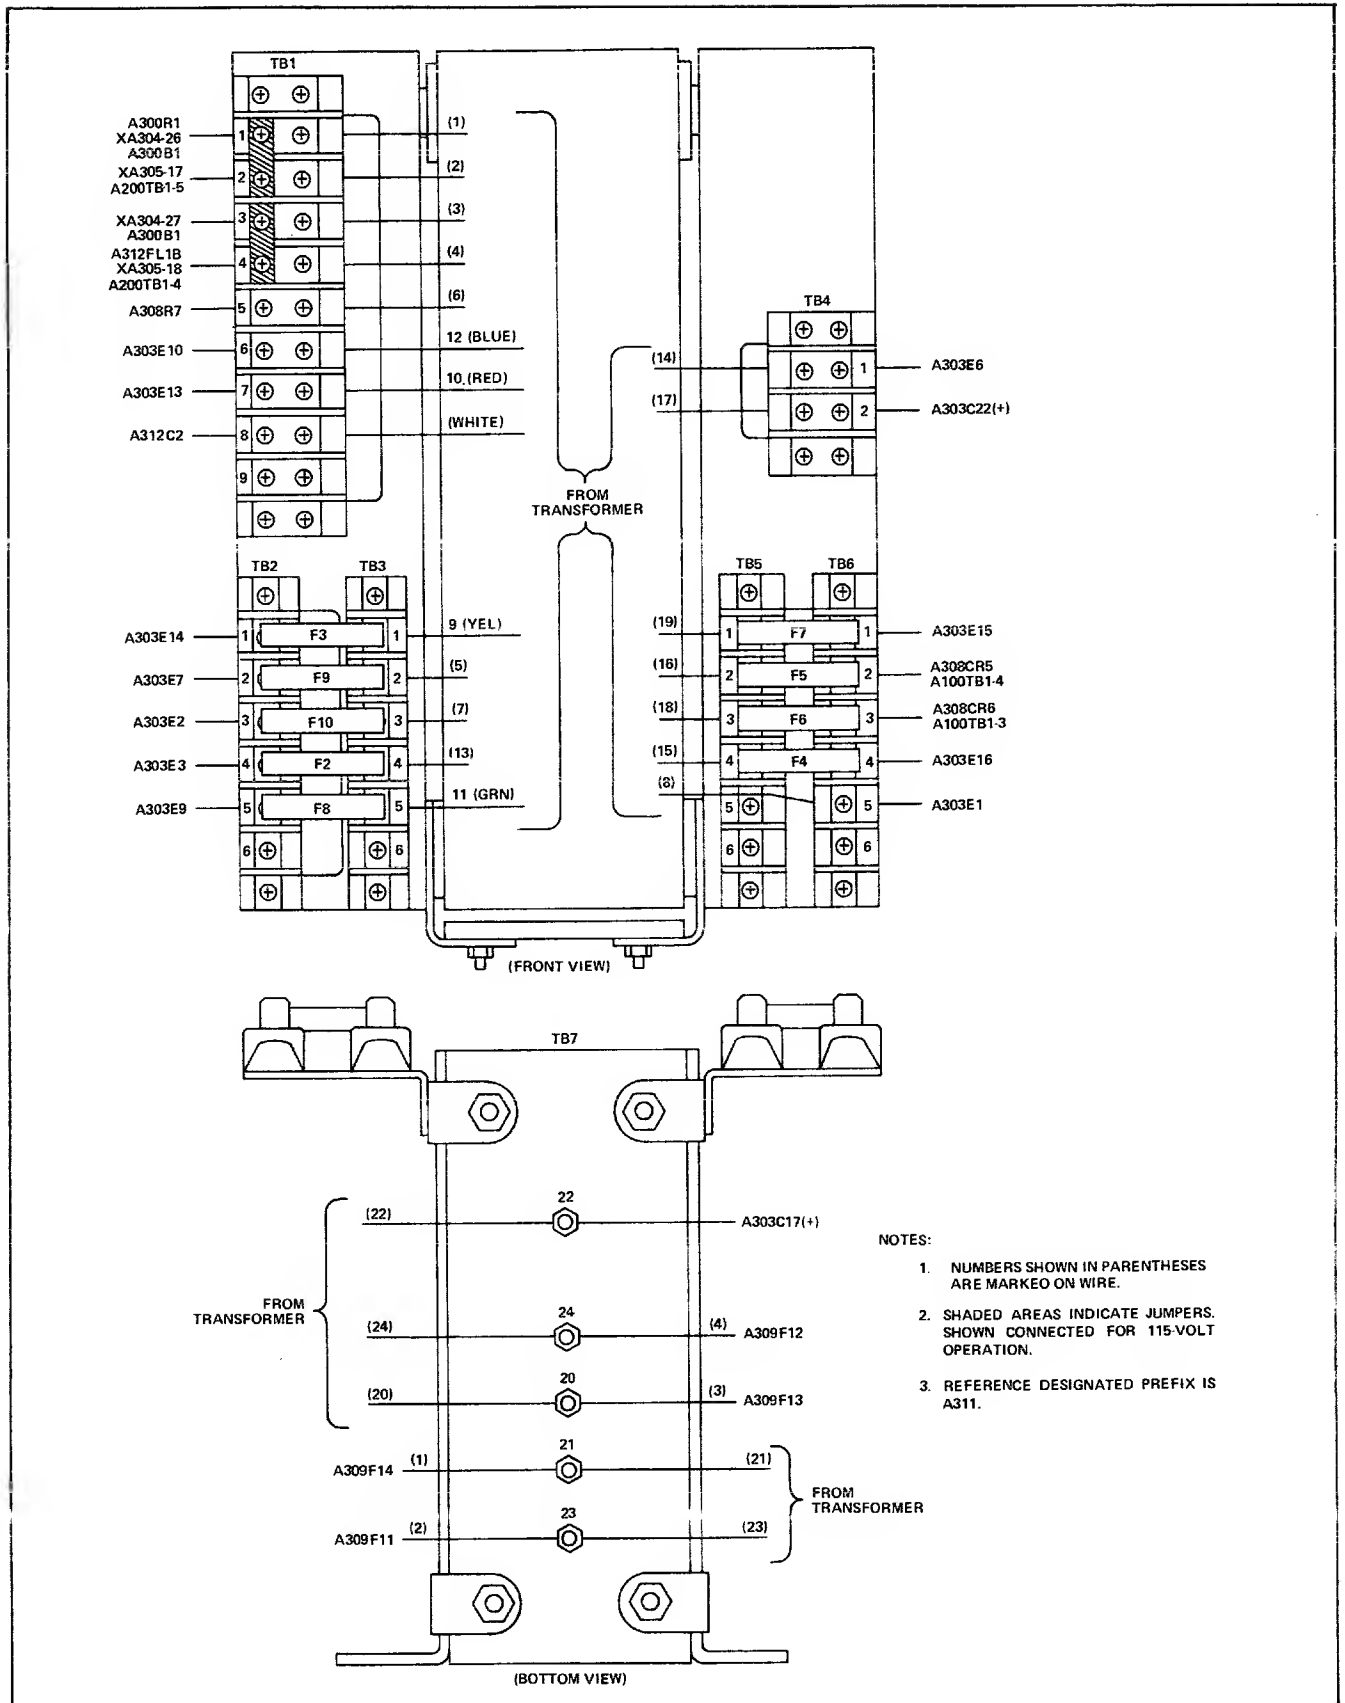 TB1
A300R1
XA304-26
A300B1
1
(1)
XA305-17
A200TB1-5
2
(2)
XA304-27
A300B1
3
(3)
A312FL1B
XA305-18
A200TB1-4
4
(4)
A308R7
5
(6)
A303E10
6
12 (BLUE)
A303E13
7
10 (RED)
A312C2
8
(WHITE)
9
TB4
(14)
1
A303E6
(17)
2
A303C22(+)
FROM
TRANSFORMER
TB2
TB3
A303E14
1
F3
1
9 (YEL)
A303E7
2
F9
2
(5)
A303E2
3
F10
3
(7)
A303E3
4
F2
4
(13)
A303E9
5
F8
5
11 (GRN)
6
6
TB5
TB6
(19)
1
F7
1
A303E15
(16)
2
F5
2
A308CR5
A100TB1-4
(18)
3
F6
3
A308CR6
A100TB1-3
(15)
4
F4
4
A303E16
(8)
5
5
A303E1
6
6
(FRONT VIEW)
TB7
(22)
22
A303C17(+)
FROM
TRANSFORMER
(24)
24
(4)
A309F12
(20)
20
(3)
A309F13
A309F14
(1)
21
(21)
A309F11
(2)
23
(23)
FROM
TRANSFORMER
(BOTTOM VIEW)
NOTES:
1. NUMBERS SHOWN IN PARENTHESES
ARE MARKEO ON WIRE.
2. SHADED AREAS INDICATE JUMPERS.
SHOWN CONNECTED FOR 115-VOLT
OPERATION.
3. REFERENCE DESIGNATED PREFIX IS
A311.